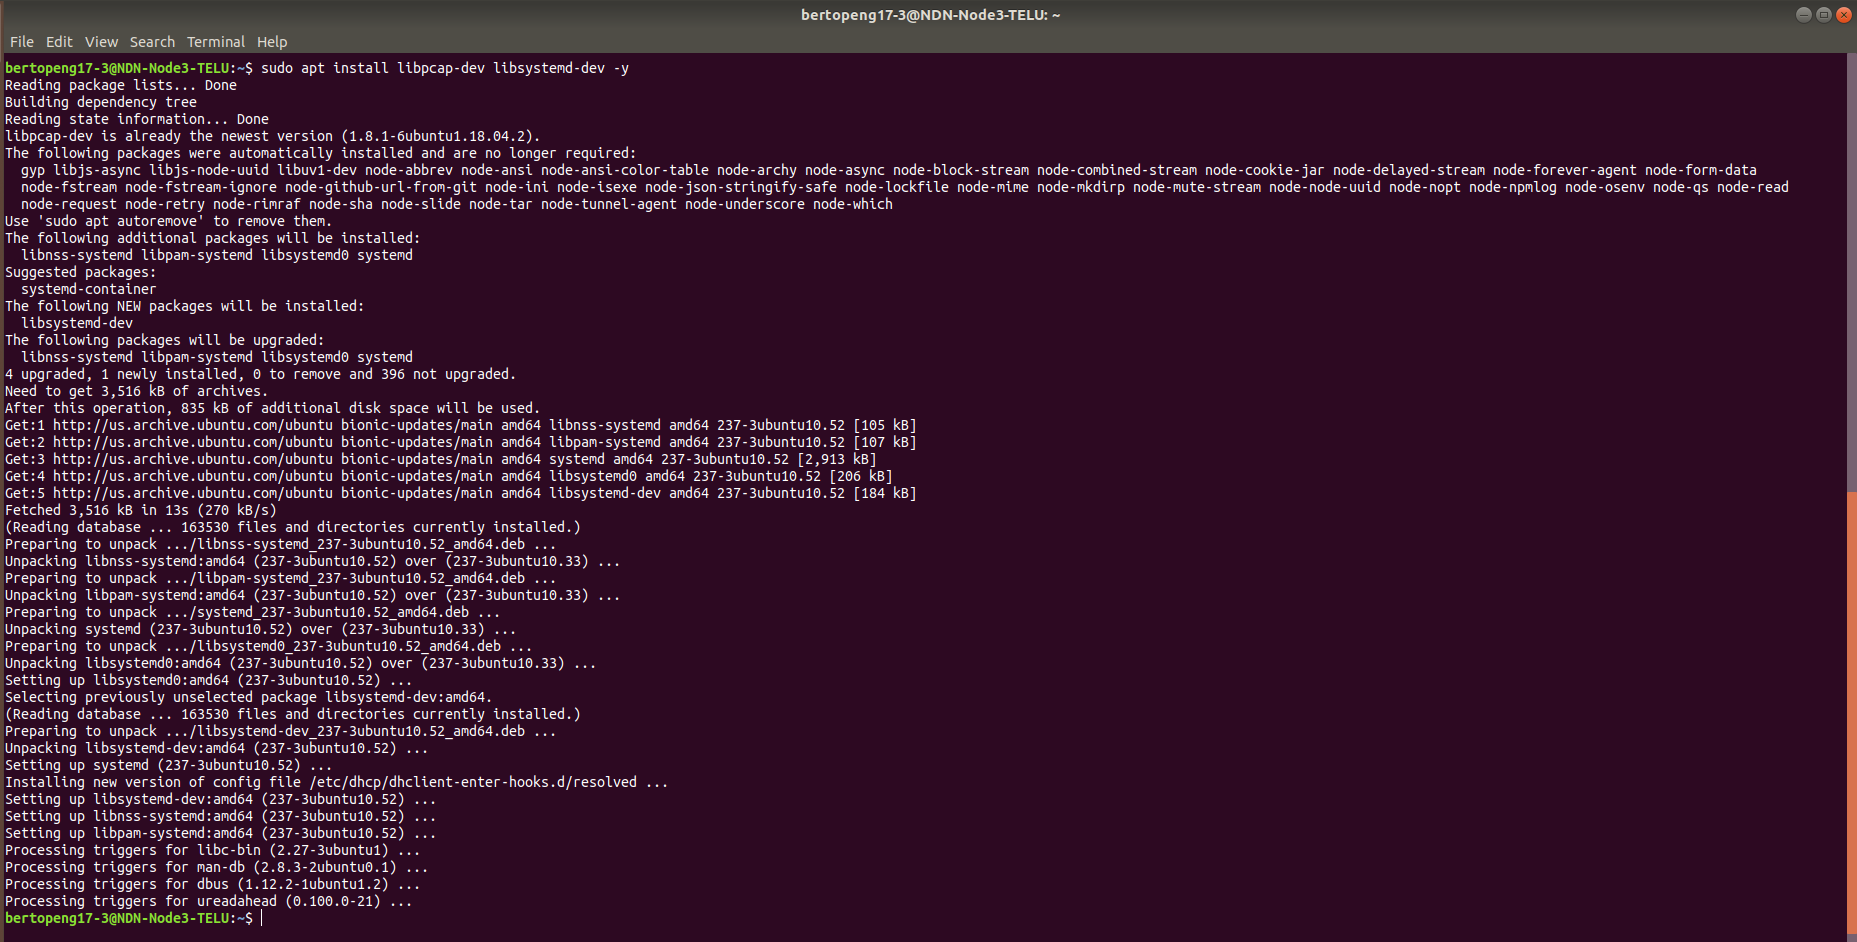 bertopeng17-3@NDN-Node3-TELU: ~
File Edit View Search Terminal Help
bertopeng17-3@NDN-Node3-TELU:~$ sudo apt install libpcap-dev libsystemd-dev -y
Reading package lists... Done
Building dependency tree
Reading state information... Done
libpcap-dev is already the newest version (1.8.1-6ubuntu1.18.04.2).
The following packages were automatically installed and are no longer required:
  gyp libjs-async libjs-node-uuid libuv1-dev node-abbrev node-ansi node-ansi-color-table node-archy node-async node-block-stream node-combined-stream node-cookie-jar node-delayed-stream node-forever-agent node-form-data
  node-fstream node-fstream-ignore node-github-url-from-git node-ini node-isexe node-json-stringify-safe node-lockfile node-mime node-mkdirp node-mute-stream node-node-uuid node-nopt node-npmlog node-osenv node-qs node-read
  node-request node-retry node-rimraf node-sha node-slide node-tar node-tunnel-agent node-underscore node-which
Use 'sudo apt autoremove' to remove them.
The following additional packages will be installed:
  libnss-systemd libpam-systemd libsystemd0 systemd
Suggested packages:
  systemd-container
The following NEW packages will be installed:
  libsystemd-dev
The following packages will be upgraded:
  libnss-systemd libpam-systemd libsystemd0 systemd
4 upgraded, 1 newly installed, 0 to remove and 396 not upgraded.
Need to get 3,516 kB of archives.
After this operation, 835 kB of additional disk space will be used.
Get:1 http://us.archive.ubuntu.com/ubuntu bionic-updates/main amd64 libnss-systemd amd64 237-3ubuntu10.52 [105 kB]
Get:2 http://us.archive.ubuntu.com/ubuntu bionic-updates/main amd64 libpam-systemd amd64 237-3ubuntu10.52 [107 kB]
Get:3 http://us.archive.ubuntu.com/ubuntu bionic-updates/main amd64 systemd amd64 237-3ubuntu10.52 [2,913 kB]
Get:4 http://us.archive.ubuntu.com/ubuntu bionic-updates/main amd64 libsystemd0 amd64 237-3ubuntu10.52 [206 kB]
Get:5 http://us.archive.ubuntu.com/ubuntu bionic-updates/main amd64 libsystemd-dev amd64 237-3ubuntu10.52 [184 kB]
Fetched 3,516 kB in 13s (270 kB/s)
(Reading database ... 163530 files and directories currently installed.)
Preparing to unpack .../libnss-systemd_237-3ubuntu10.52_amd64.deb ...
Unpacking libnss-systemd:amd64 (237-3ubuntu10.52) over (237-3ubuntu10.33) ...
Preparing to unpack .../libpam-systemd_237-3ubuntu10.52_amd64.deb ...
Unpacking libpam-systemd:amd64 (237-3ubuntu10.52) over (237-3ubuntu10.33) ...
Preparing to unpack .../systemd_237-3ubuntu10.52_amd64.deb ...
Unpacking systemd (237-3ubuntu10.52) over (237-3ubuntu10.33) ...
Preparing to unpack .../libsystemd0_237-3ubuntu10.52_amd64.deb ...
Unpacking libsystemd0:amd64 (237-3ubuntu10.52) over (237-3ubuntu10.33) ...
Setting up libsystemd0:amd64 (237-3ubuntu10.52) ...
Selecting previously unselected package libsystemd-dev:amd64.
(Reading database ... 163530 files and directories currently installed.)
Preparing to unpack .../libsystemd-dev_237-3ubuntu10.52_amd64.deb ...
Unpacking libsystemd-dev:amd64 (237-3ubuntu10.52) ...
Setting up systemd (237-3ubuntu10.52) ...
Installing new version of config file /etc/dhcp/dhclient-enter-hooks.d/resolved ...
Setting up libsystemd-dev:amd64 (237-3ubuntu10.52) ...
Setting up libnss-systemd:amd64 (237-3ubuntu10.52) ...
Setting up libpam-systemd:amd64 (237-3ubuntu10.52) ...
Processing triggers for libc-bin (2.27-3ubuntu1) ...
Processing triggers for man-db (2.8.3-2ubuntu0.1) ...
Processing triggers for dbus (1.12.2-1ubuntu1.2) ...
Processing triggers for ureadahead (0.100.0-21) ...
bertopeng17-3@NDN-Node3-TELU:~$